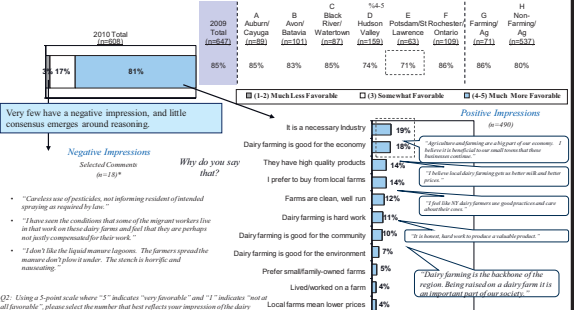 %4-5
2009 Total (n=647) A Auburn/ Cayuga (n=89) B Avon/ Batavia (n=101) C Black River/ Watertown (n=87) D Hudson Valley (n=159) E Potsdam/St Lawrence (n=63) F Rochester/ Ontario (n=109) G Farming/ Ag (n=71) H Non- Farming/ Ag (n=537)
2010 Total
(n=608)
3% 17% 81%
85% 85% 83% 85% 74% 71% 86% 86% 80%
(1-2) Much Less Favorable (3) Somewhat Favorable (4-5) Much More Favorable
Very few have a negative impression, and little
consensus emerges around reasoning.
Positive Impressions
(n=490)
Negative Impressions
Selected Comments
(n=18)*
Why do you say
that?
• "Careless use of pesticides, not informing resident of intended
spraying as required by law."
• "I have seen the conditions that some of the migrant workers live
in that work on these dairy farms and feel that they are perhaps
not justly compensated for their work."
• "I don't like the liquid manure lagoons. The farmers spread the
manure don't plow it under. The stench is horrific and
nauseating."
It is a necessary Industry 19%
Dairy farming is good for the economy 18%
They have high quality products 14%
I prefer to buy from local farms 14%
Farms are clean, well run 12%
Dairy farming is hard work 11%
Dairy farming is good for the community 10%
Dairy farming is good for the environment 7%
Prefer small/family-owned farms 5%
Lived/worked on a farm 4%
Local farms mean lower prices 4%
"Agriculture and farming are a big part of our economy. I
believe it is beneficial to our small towns that these
businesses continue."
"I believe local dairy farming gets us better milk and better
prices."
"I feel like NY dairy farmers use good practices and care
about their cows."
"It is honest, hard work to produce a valuable product."
"Dairy farming is the backbone of the
region. Being raised on a dairy farm it is
an important part of our society."
Q2: Using a 5-point scale where "5" indicates "very favorable" and "1" indicates "not at
all favorable", please select the number that best reflects your impression of the dairy